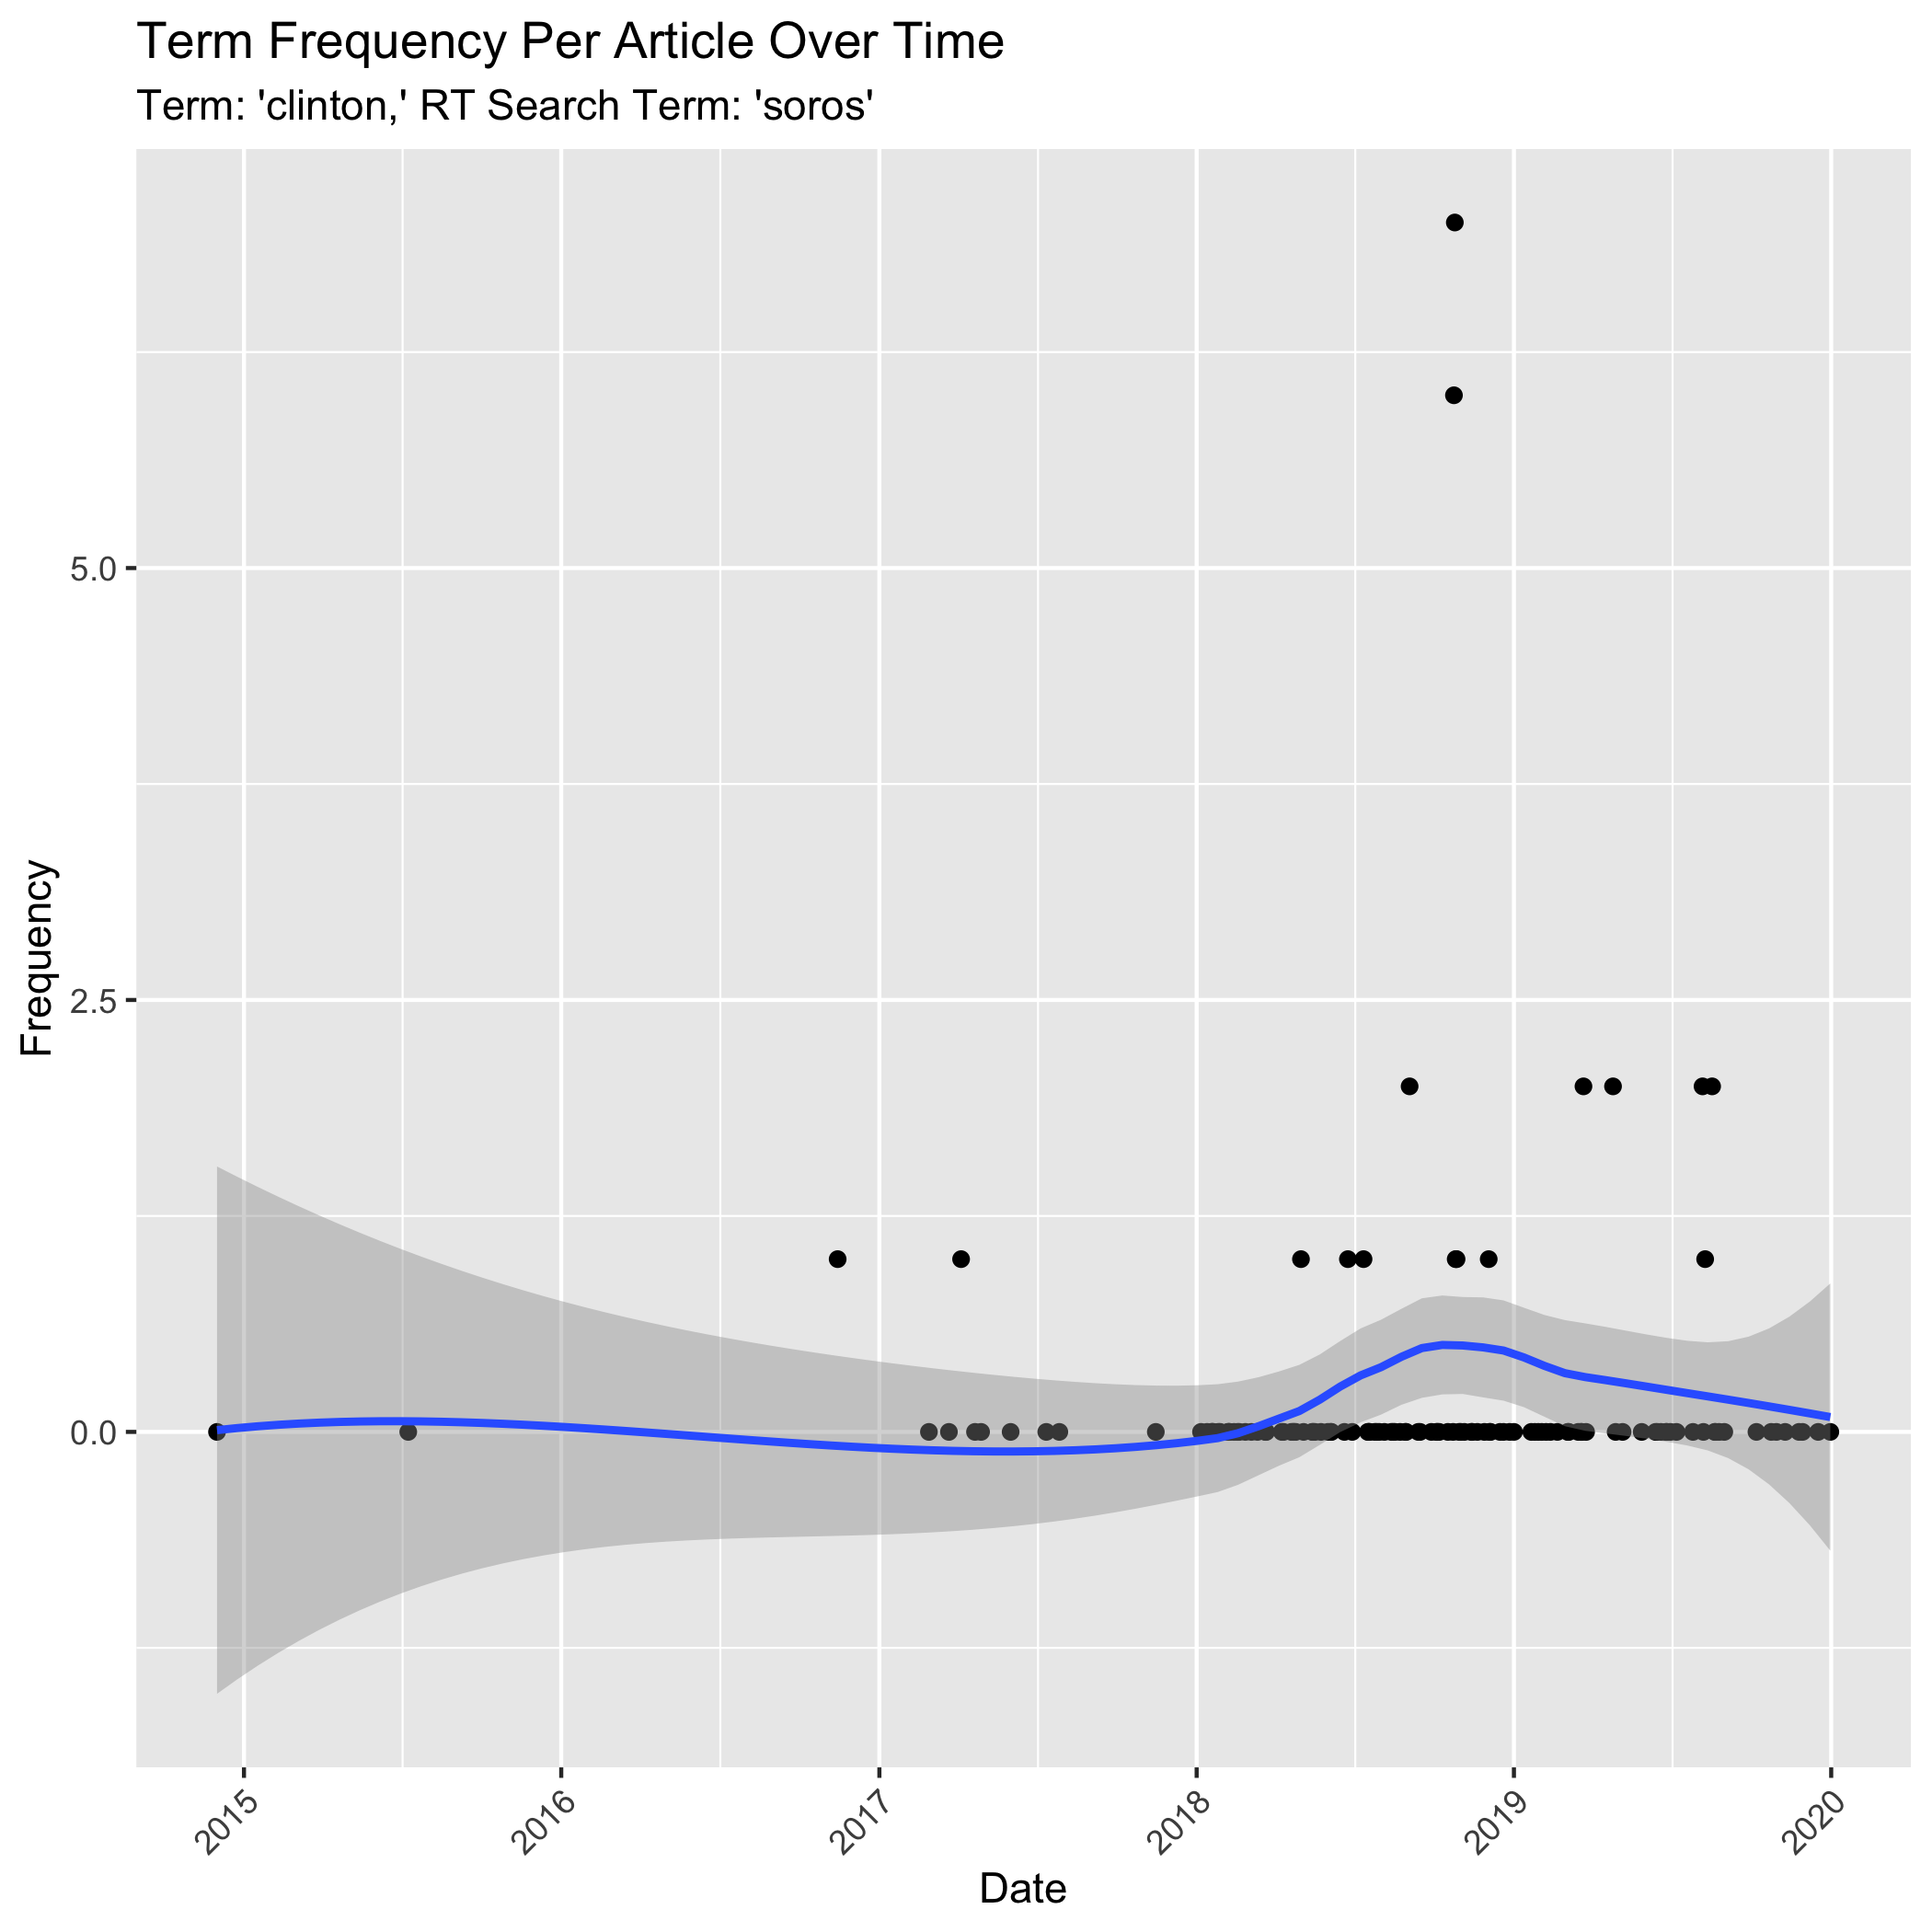 Term Frequency Per Article Over Time
Term: 'clinton,' RT Search Term: 'soros'
Frequency
5.0
2.5
0.0
2015
2016
2017
2018
2019
2020
Date